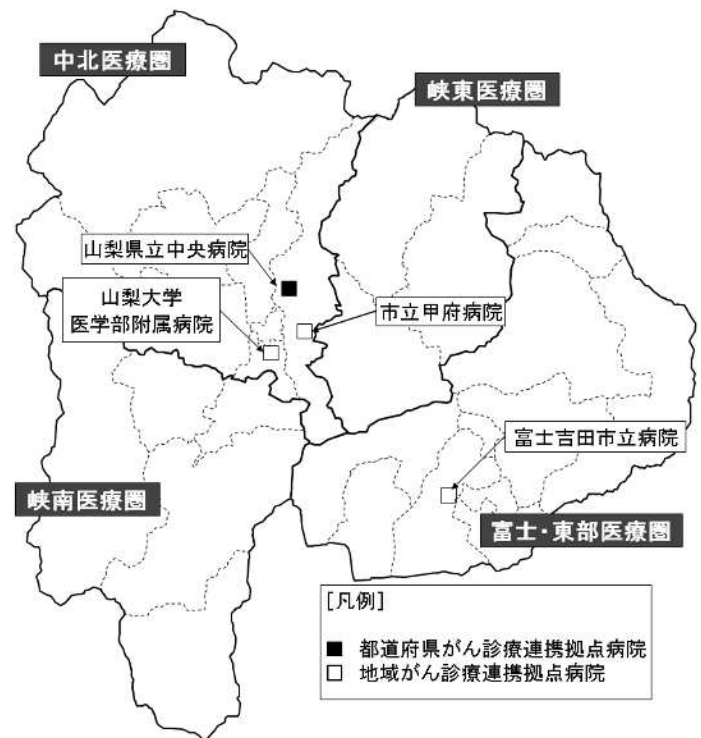 中北医療圏
峡東医療圏
山梨県立中央病院
山梨大学
医学部附属病院
市立甲府病院
富士吉田市立病院
峡南医療圏
富士・東部医療圏
[凡例]
■ 都道府県がん診療連携拠点病院
□ 地域がん診療連携拠点病院